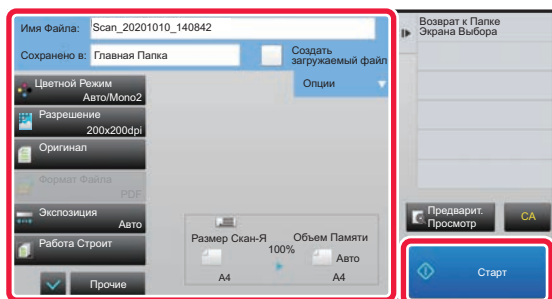 Имя Файла:
Scan_20201010_140842
Возврат к Папке
Экрана Выбора
Сохранено в:
Главная Папка
Создать
загружаемый файл
Цветной Режим
Авто/Mono2
Опции
Разрешение
200x200dpi
Оригинал
Формат Файла
PDF
Экспозиция
Авто
Работа Строит
Прочие
Размер Скан-Я
100%
Объем Памяти
Авто
A4
A4
Предварит.
Просмотр
CA
Старт